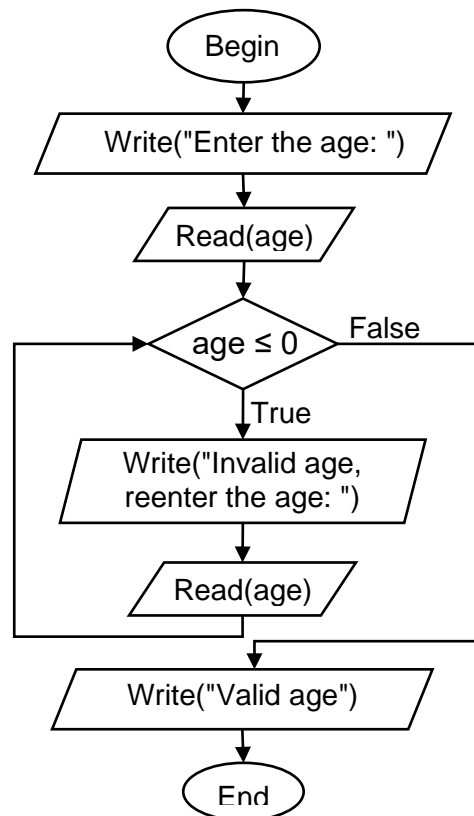 Begin
Write("Enter the age: ")
Read(age)
age ≤ 0
False
True
Write("Invalid age,
reenter the age: ")
Read(age)
Write("Valid age")
End